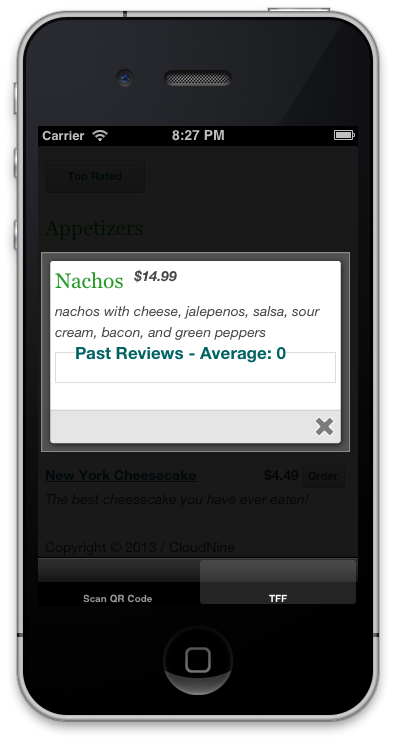 Carrier 8:27 PM
Top Rated
Appetizers
Nachos $14.99
nachos with cheese, jalepenos, salsa, sour
cream, bacon, and green peppers
Past Reviews - Average: 0
New York Cheesecake $4.49 Order
The best cheesecake you have ever eaten!
Copyright © 2013 / CloudNine
Scan QR Code TFF